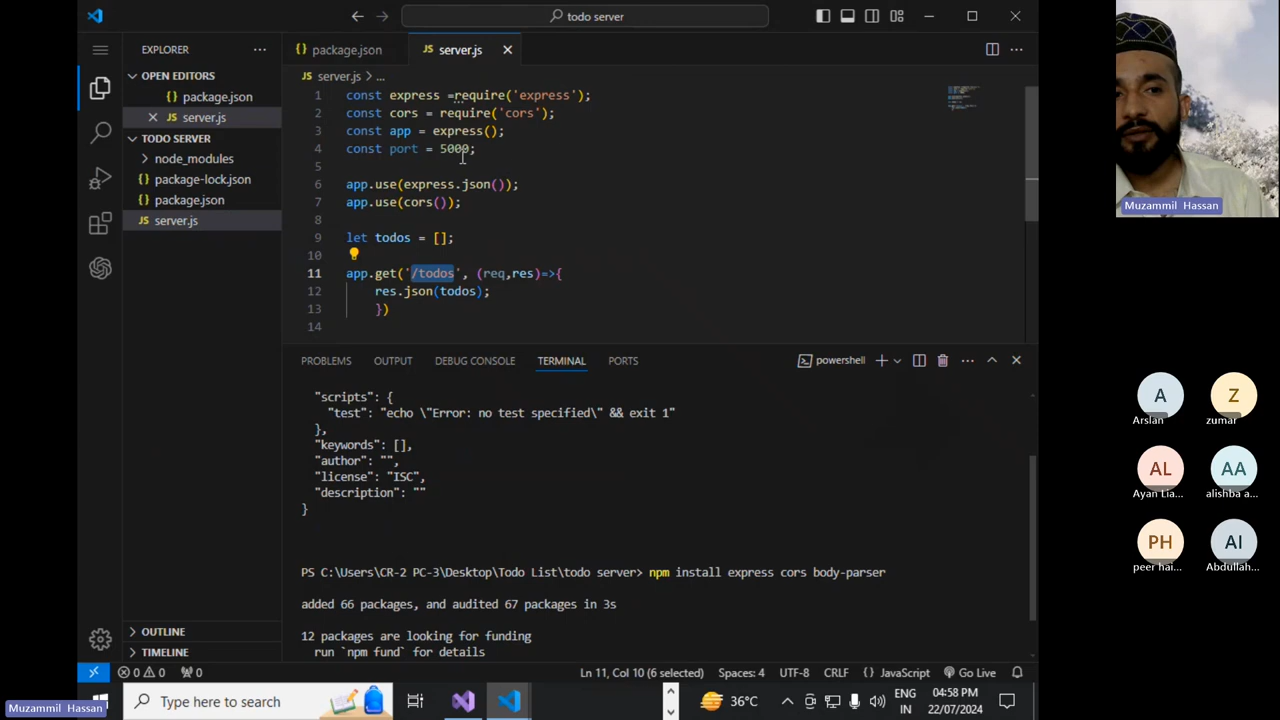 todo server
EXPLORER
package.json
server.js
OPEN EDITORS
package.json
server.js
TODO SERVER
node_modules
package-lock.json
package.json
server.js
OUTLINE
TIMELINE
server.js > ...
1 const express =require('express');
2 const cors = require('cors');
3 const app = express();
4 const port = 5000;
5
6 app.use(express.json());
7 app.use(cors());
8
9 let todos = [];
10
11 app.get('/todos', (req,res)=>{
12 res.json(todos);
13 })
14
PROBLEMS OUTPUT DEBUG CONSOLE TERMINAL PORTS
powershell
"scripts": {
"test": "echo \"Error: no test specified\" && exit 1"
},
"keywords": [],
"author": "",
"license": "ISC",
"description": ""
}
PS C:\Users\CR-2 PC-3\Desktop\Todo List\todo server> npm install express cors body-parser
added 66 packages, and audited 67 packages in 3s
12 packages are looking for funding
run `npm fund` for details
0 0 0
Ln 11, Col 10 (6 selected) Spaces: 4 UTF-8 CRLF {} JavaScript Go Live
Type here to search
36°C
ENG
IN
04:58 PM
22/07/2024
Muzammil Hassan
Muzammil Hassan
A
Arslan
Z
zumar
AL
Ayan Lia...
AA
alishba a...
PH
peer hai...
AI
Abdullah...